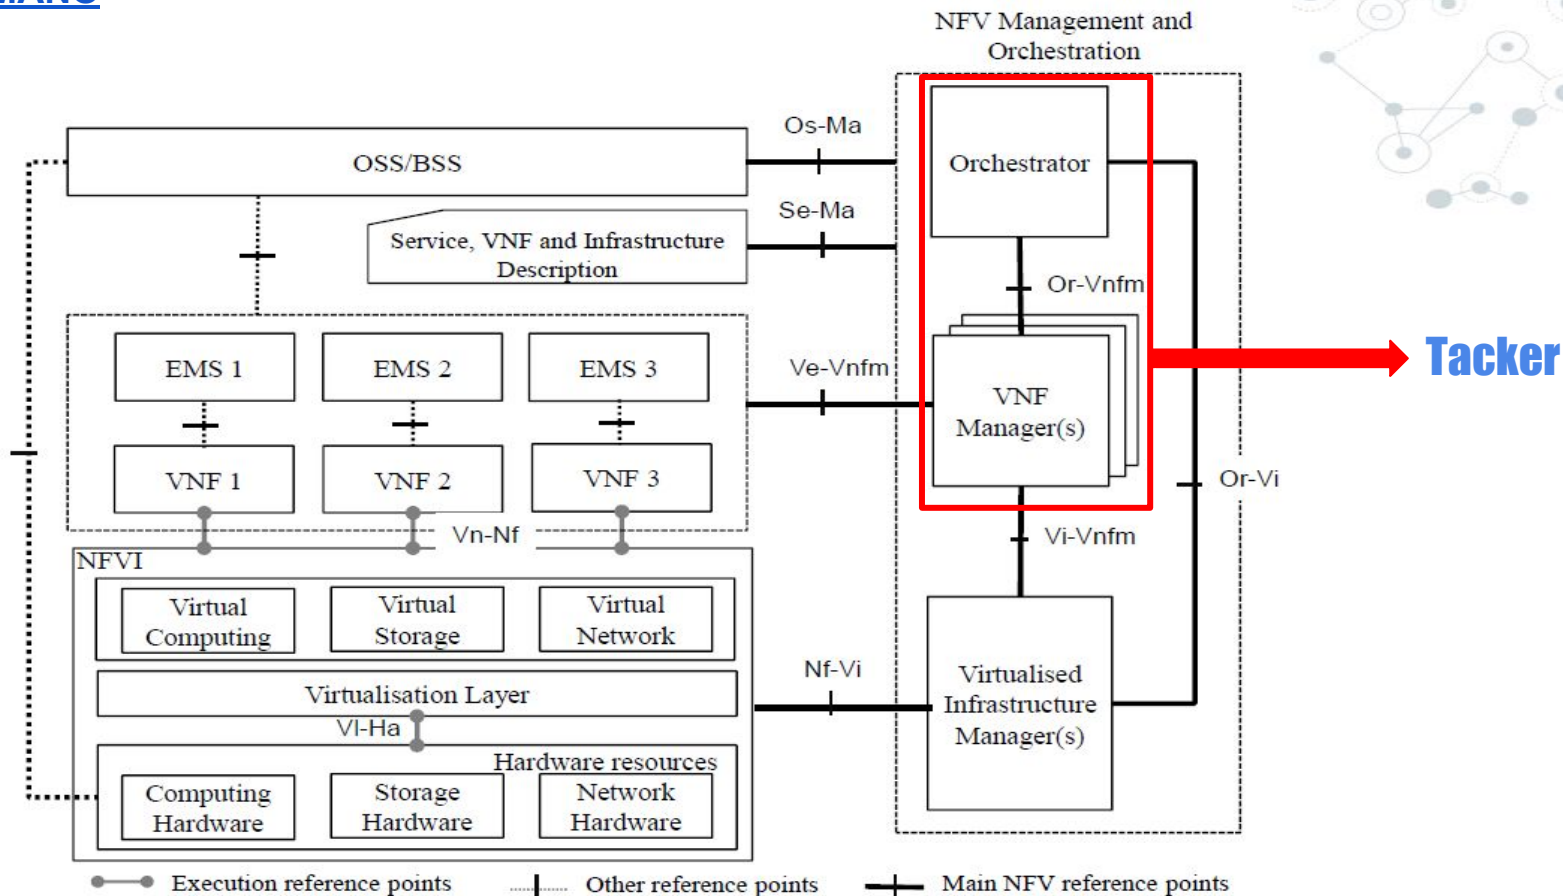 MANO
NFV Management and
Orchestration
Os-Ma
OSS/BSS
Orchestrator
Se-Ma
Service, VNF and Infrastructure
Description
Or-Vnfm
EMS 1
EMS 2
EMS 3
Ve-Vnfm
VNF
Manager(s)
Tacker
VNF 1
VNF 2
VNF 3
Or-Vi
Vn-Nf
Vi-Vnfm
NFVI
Virtual
Computing
Virtual
Storage
Virtual
Network
Nf-Vi
Virtualised
Infrastructure
Manager(s)
Virtualisation Layer
Vl-Ha
Hardware resources
Computing
Hardware
Storage
Hardware
Network
Hardware
Execution reference points
Other reference points
Main NFV reference points